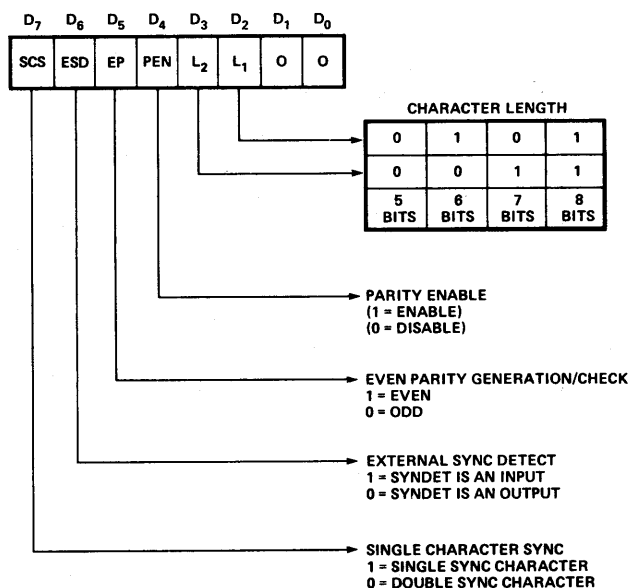 D7 D6 D5 D4 D3 D2 D1 D0
SCS ESD EP PEN L2 L1 0 0
CHARACTER LENGTH
0 1 0 1
0 0 1 1
5 BITS 6 BITS 7 BITS 8 BITS
PARITY ENABLE
(1 = ENABLE)
(0 = DISABLE)
EVEN PARITY GENERATION/CHECK
1 = EVEN
0 = ODD
EXTERNAL SYNC DETECT
1 = SYNDET IS AN INPUT
0 = SYNDET IS AN OUTPUT
SINGLE CHARACTER SYNC
1 = SINGLE SYNC CHARACTER
0 = DOUBLE SYNC CHARACTER